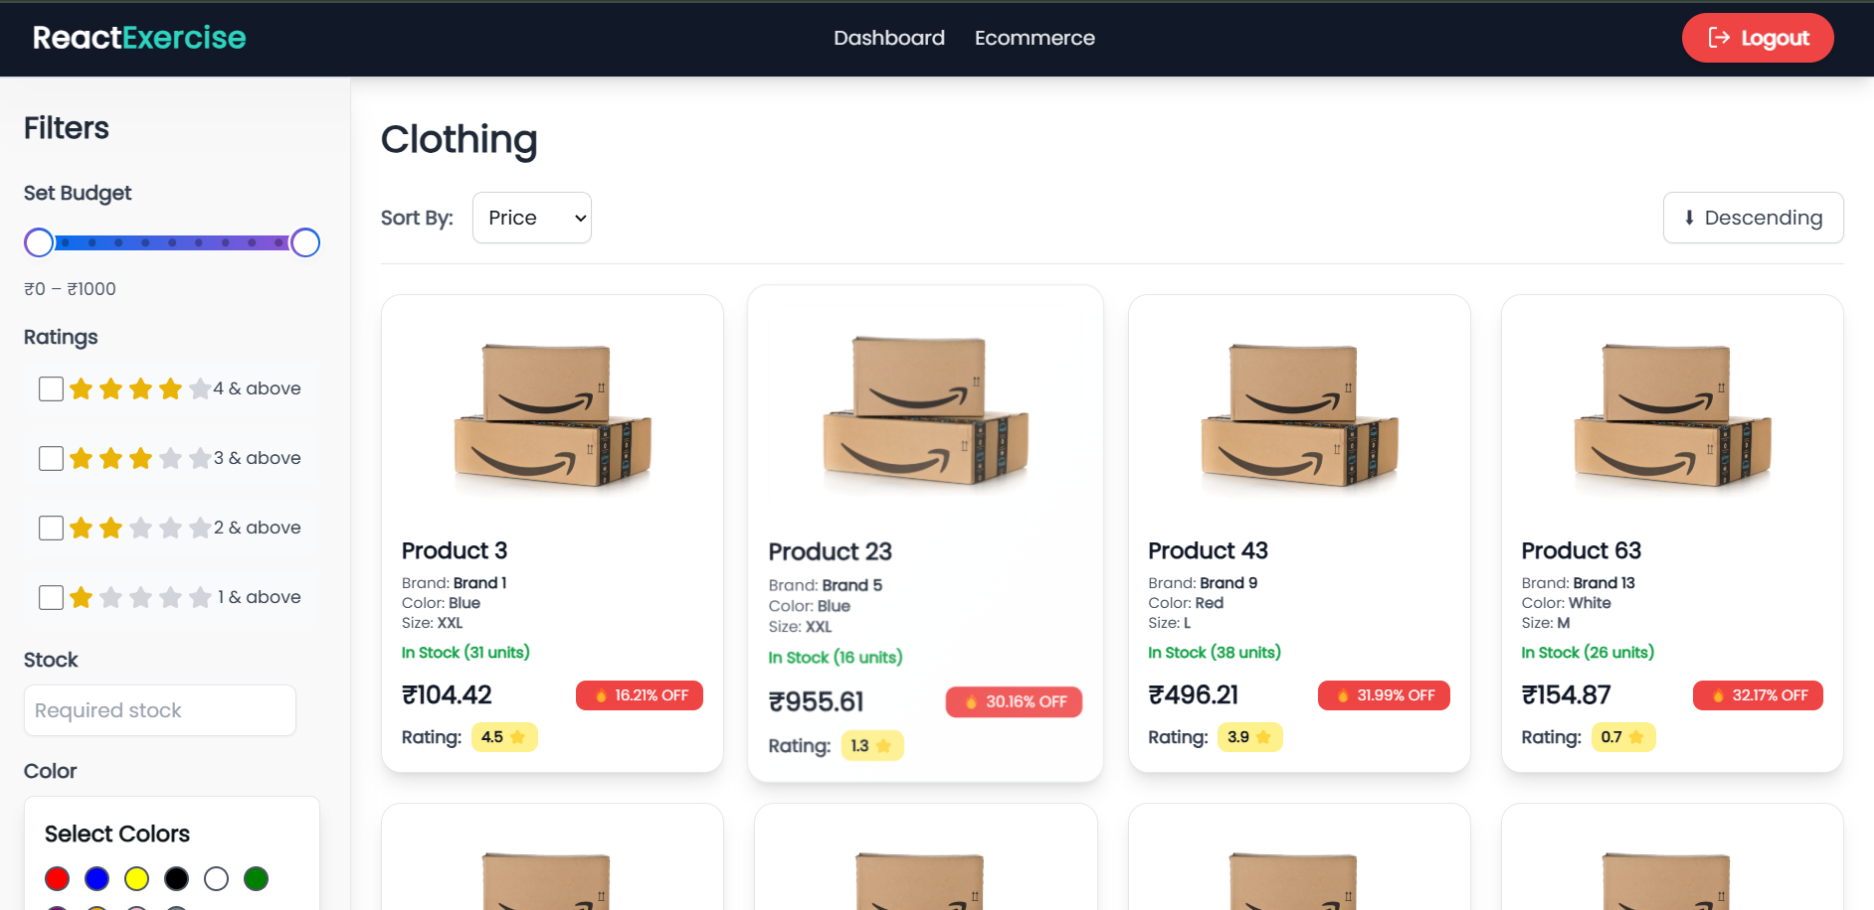 ReactExercise
Dashboard Ecommerce
Logout
Filters
Set Budget
₹0 – ₹1000
Ratings
4 & above
3 & above
2 & above
1 & above
Stock
Required stock
Color
Select Colors
Clothing
Sort By: Price
Descending
Product 3
Brand: Brand 1
Color: Blue
Size: XXL
In Stock (31 units)
₹104.42
16.21% OFF
Rating: 4.5
Product 23
Brand: Brand 5
Color: Blue
Size: XXL
In Stock (16 units)
₹955.61
30.16% OFF
Rating: 1.3
Product 43
Brand: Brand 9
Color: Red
Size: L
In Stock (38 units)
₹496.21
31.99% OFF
Rating: 3.9
Product 63
Brand: Brand 13
Color: White
Size: M
In Stock (26 units)
₹154.87
32.17% OFF
Rating: 0.7